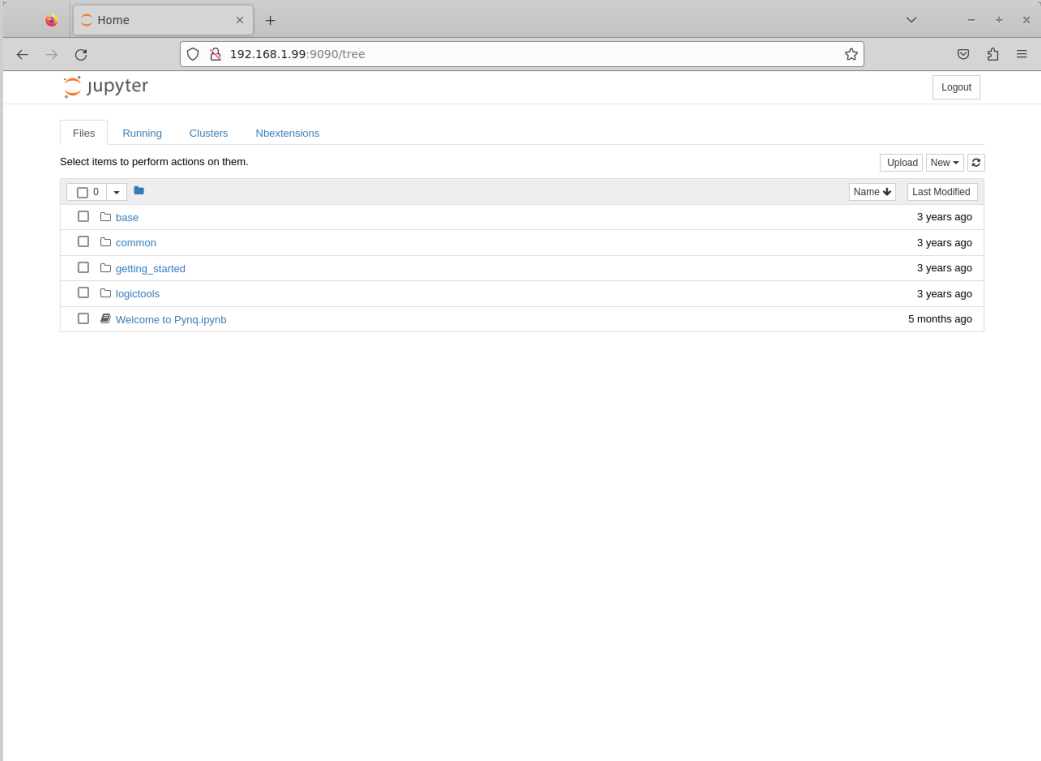 Home
192.168.1.99:9090/tree
jupyter
Logout
Files Running Clusters Nbextensions
Select items to perform actions on them.
Upload New
0 Name Last Modified
base 3 years ago
common 3 years ago
getting_started 3 years ago
logictools 3 years ago
Welcome to Pynq.ipynb 5 months ago